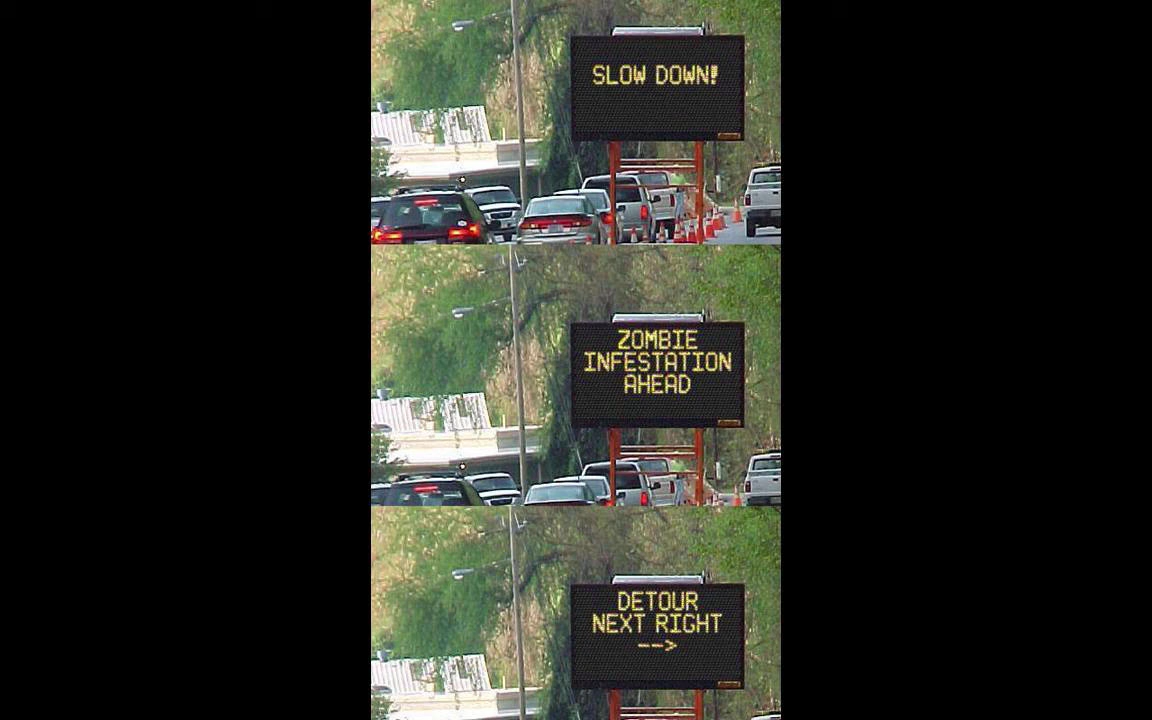 SLOW DOWN!
ZOMBIE
INFESTATION
AHEAD
DETOUR
NEXT RIGHT
-->